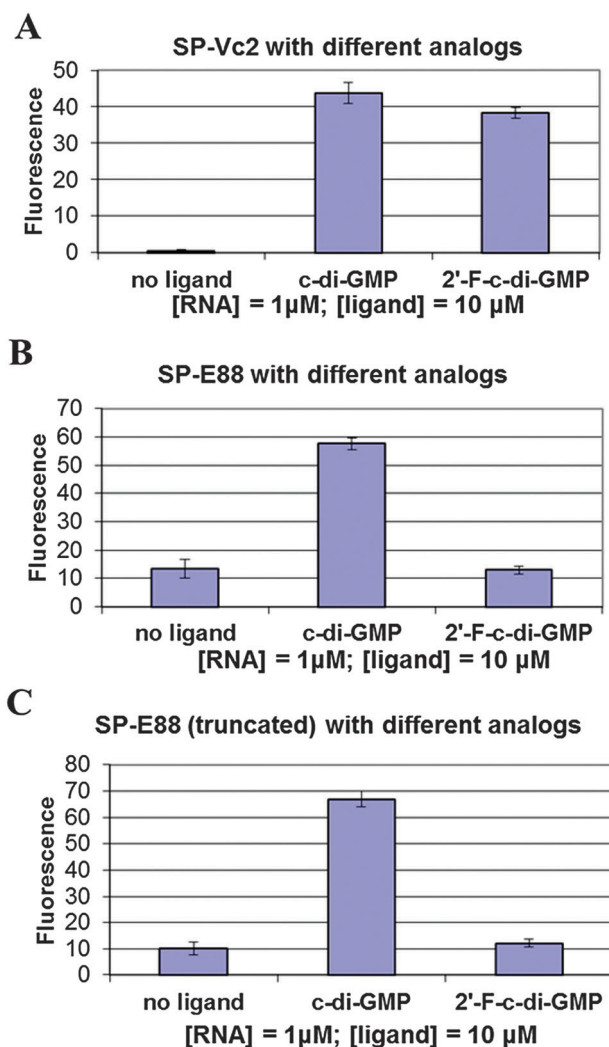 A
SP-Vc2 with different analogs
Fluorescence
50
40
30
20
10
0
no ligand c-di-GMP 2'-F-c-di-GMP
[RNA] = 1µM; [ligand] = 10 µM
B
SP-E88 with different analogs
Fluorescence
70
60
50
40
30
20
10
0
no ligand c-di-GMP 2'-F-c-di-GMP
[RNA] = 1µM; [ligand] = 10 µM
C
SP-E88 (truncated) with different analogs
Fluorescence
80
70
60
50
40
30
20
10
0
no ligand c-di-GMP 2'-F-c-di-GMP
[RNA] = 1µM; [ligand] = 10 µM